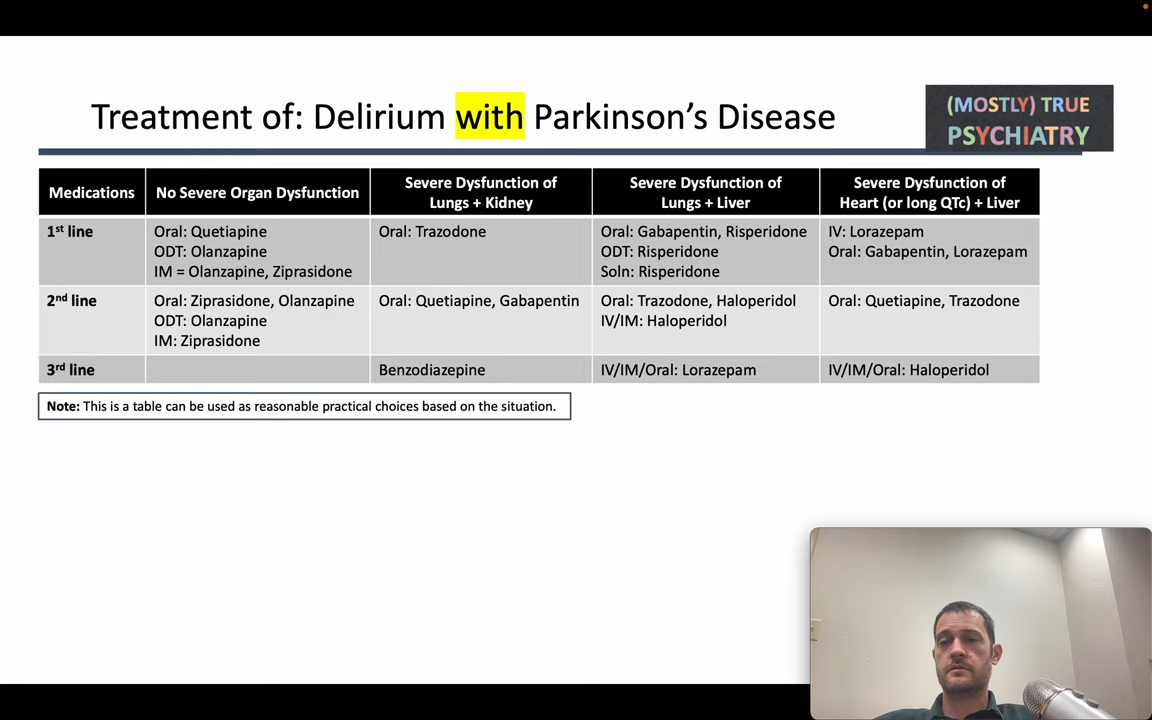 Treatment of: Delirium with Parkinson's Disease
(MOSTLY) TRUE
PSYCHIATRY
Medications
No Severe Organ Dysfunction
Severe Dysfunction of
Lungs + Kidney
Severe Dysfunction of
Lungs + Liver
Severe Dysfunction of
Heart (or long QTc) + Liver
1st line
Oral: Quetiapine
ODT: Olanzapine
IM = Olanzapine, Ziprasidone
Oral: Trazodone
Oral: Gabapentin, Risperidone
ODT: Risperidone
Soln: Risperidone
IV: Lorazepam
Oral: Gabapentin, Lorazepam
2nd line
Oral: Ziprasidone, Olanzapine
ODT: Olanzapine
IM: Ziprasidone
Oral: Quetiapine, Gabapentin
Oral: Trazodone, Haloperidol
IV/IM: Haloperidol
Oral: Quetiapine, Trazodone
3rd line
Benzodiazepine
IV/IM/Oral: Lorazepam
IV/IM/Oral: Haloperidol
Note: This is a table can be used as reasonable practical choices based on the situation.